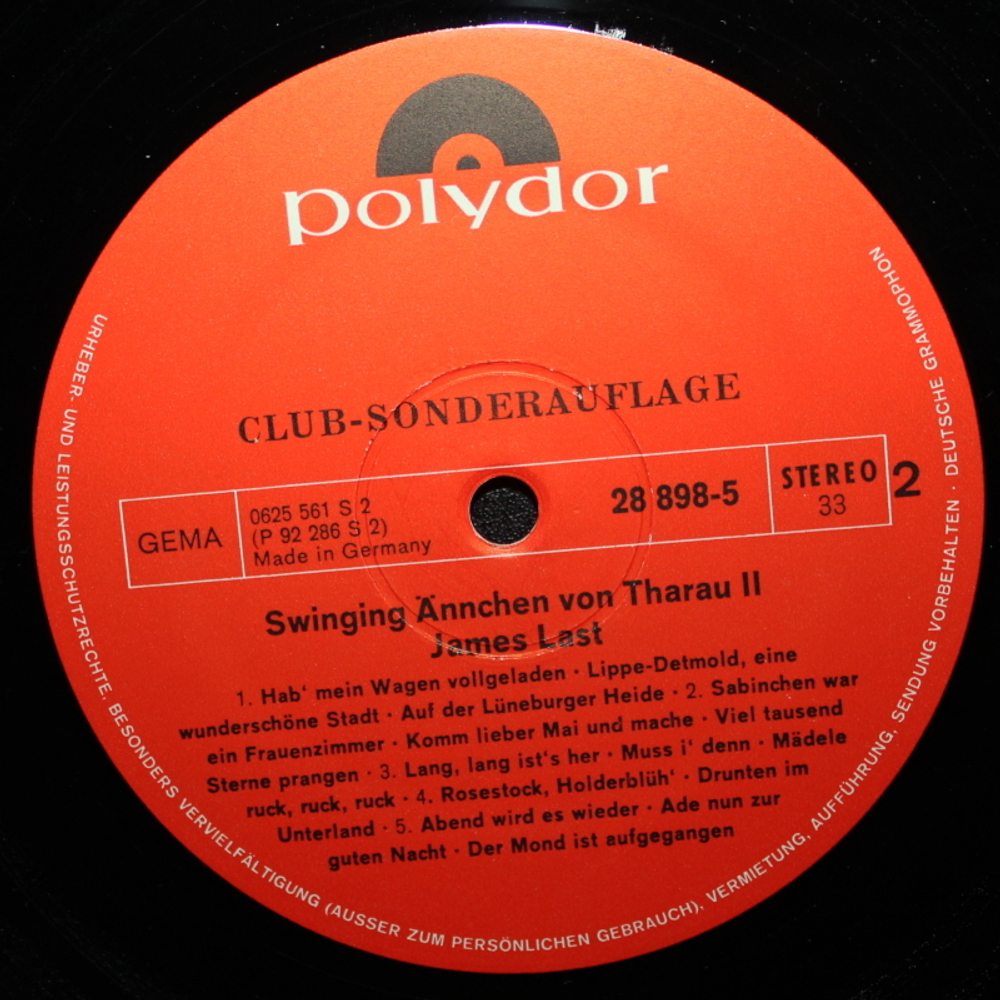 polydor
CLUB-SONDERAUFLAGE
GEMA
0625 561 S 2
(P 92 286 S 2)
Made in Germany
28 898-5
STEREO
33
2
Swinging Ännchen von Tharau II
James Last
1. Hab' mein Wagen vollgeladen · Lippe-Detmold, eine
wunderschöne Stadt · Auf der Lüneburger Heide · 2. Sabinchen war
ein Frauenzimmer · Komm lieber Mai und mache · Viel tausend
Sterne prangen · 3. Lang, lang ist's her · Muss i' denn · Mädele
ruck, ruck, ruck · 4. Rosestock, Holderblüh' · Drunten im
Unterland · 5. Abend wird es wieder · Ade nun zur
guten Nacht · Der Mond ist aufgegangen
URHEBER- UND LEISTUNGSSCHUTZRECHTE, BESONDERS VERVIELFÄLTIGUNG (AUSSER ZUM PERSÖNLICHEN GEBRAUCH), VERMIETUNG, AUFFÜHRUNG, SENDUNG VORBEHALTEN · DEUTSCHE GRAMMOPHON